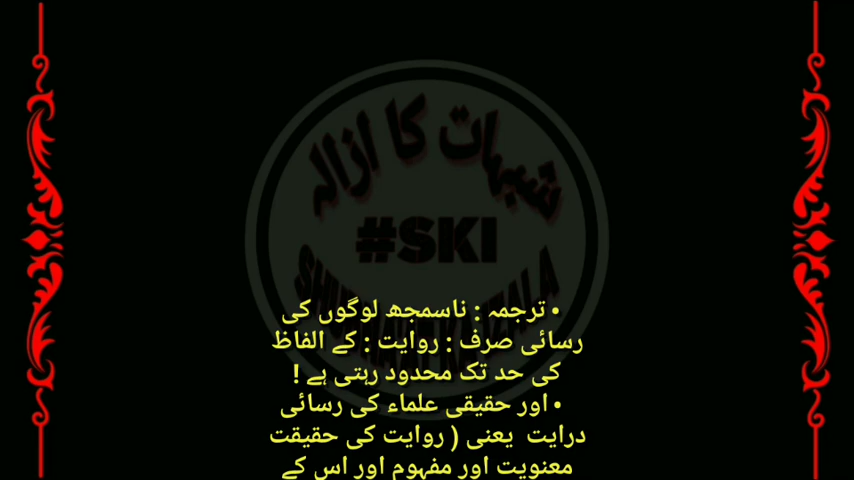 شبہات کا ازالہ
#SKI
• ترجمہ : ناسمجھ لوگوں کی
رسائی صرف : روایت : کے الفاظ
کی حد تک محدود رہتی ہے !
• اور حقیقی علماء کی رسائی
درایت یعنی ( روایت کی حقیقت
معنویت اور مفہوم اور اس کے